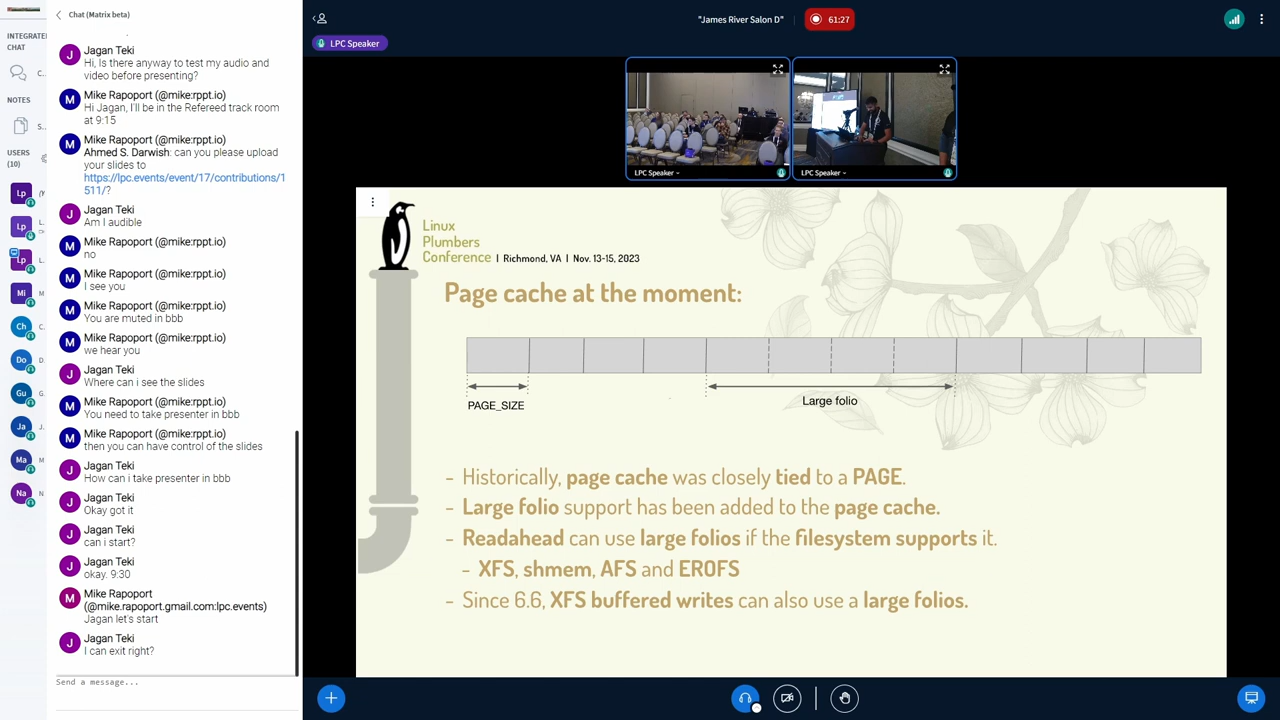 Chat (Matrix beta)
INTEGRATE
CHAT
C..
NOTES
S...
USERS
(10)
Lp
Lp
L
Mi
Ch
C.
Do
D.
Gu
G.
Ja
J.
Ma
M
Na
N
J
Jagan Teki
Hi, Is there anyway to test my audio and
video before presenting?
M
Mike Rapoport (@mike:rppt.io)
Hi Jagan, I'll be in the Refereed track room
at 9:15
M
Mike Rapoport (@mike:rppt.io)
Ahmed S. Darwish: can you please upload
your slides to
https://lpc.events/event/17/contributions/1
511/?
J
Jagan Teki
Am I audible
M
Mike Rapoport (@mike:rppt.io)
no
M
Mike Rapoport (@mike:rppt.io)
I see you
M
Mike Rapoport (@mike:rppt.io)
You are muted in bbb
M
Mike Rapoport (@mike:rppt.io)
we hear you
J
Jagan Teki
Where can i see the slides
M
Mike Rapoport (@mike:rppt.io)
You need to take presenter in bbb
M
Mike Rapoport (@mike:rppt.io)
then you can have control of the slides
J
Jagan Teki
How can i take presenter in bbb
J
Jagan Teki
Okay got it
J
Jagan Teki
can i start?
J
Jagan Teki
okay. 9:30
M
Mike Rapoport
(@mike.rapoport.gmail.com:lpc.events)
Jagan let's start
J
Jagan Teki
I can exit right?
Send a message...
"James River Salon D"
61:27
LPC Speaker
LPC Speaker
LPC Speaker
Linux
Plumbers
Conference | Richmond, VA | Nov. 13-15, 2023
Page cache at the moment:
PAGE_SIZE
Large folio
- Historically, page cache was closely tied to a PAGE.
- Large folio support has been added to the page cache.
- Readahead can use large folios if the filesystem supports it.
- XFS, shmem, AFS and EROFS
- Since 6.6, XFS buffered writes can also use a large folios.